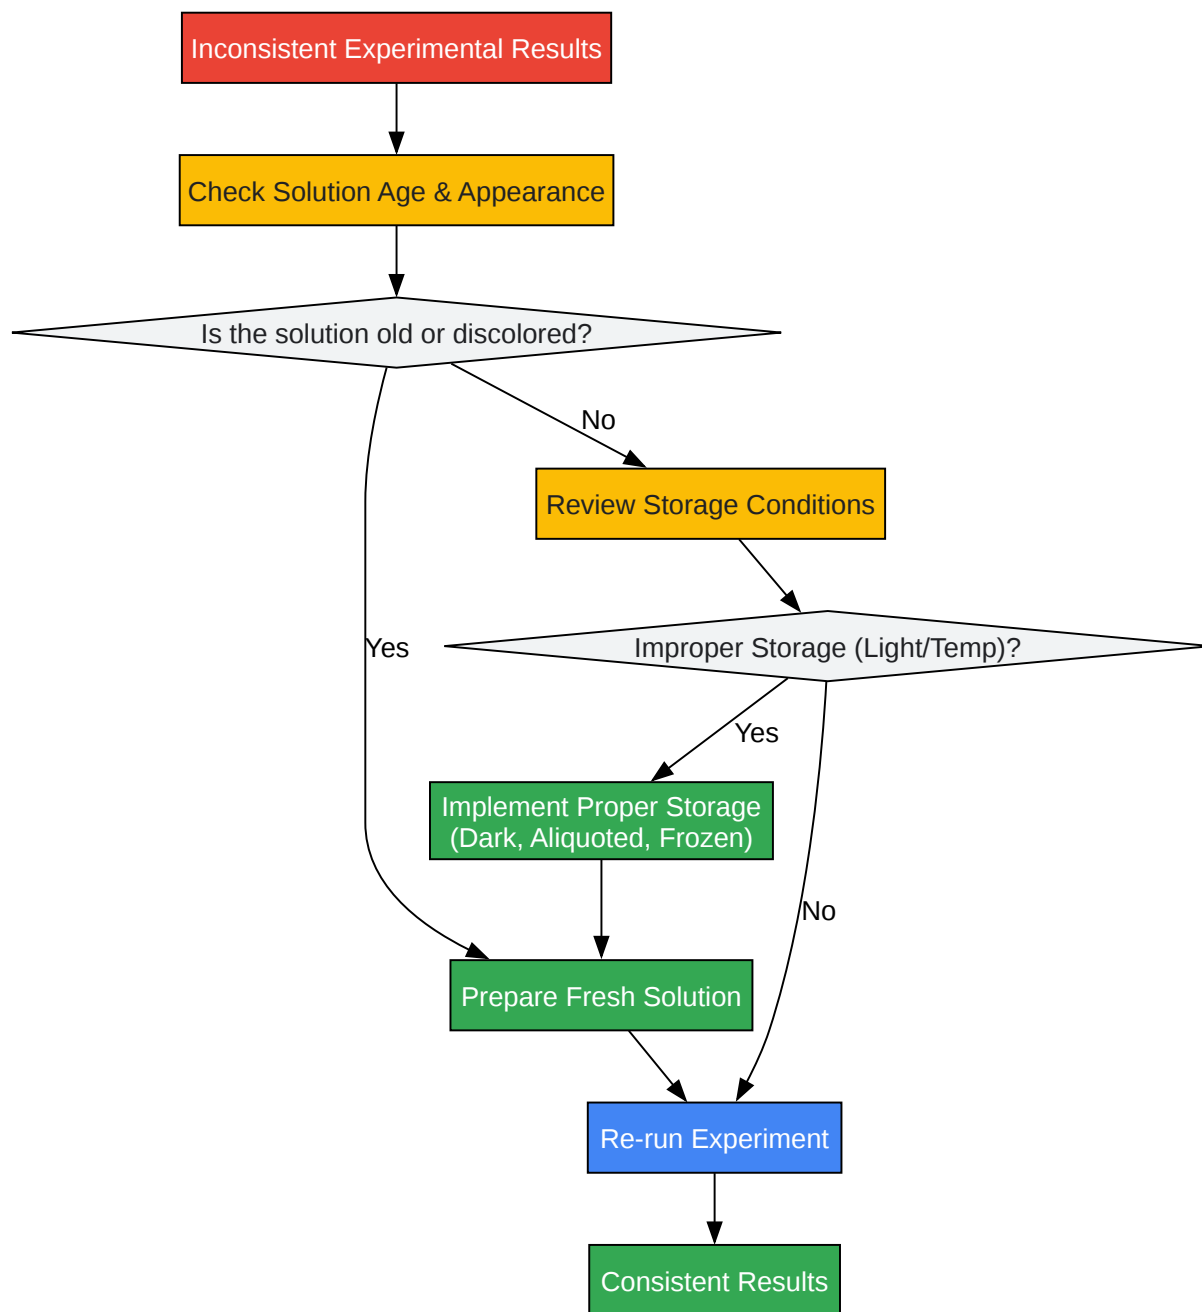 Inconsistent Experimental Results
Check Solution Age & Appearance
Is the solution old or discolored?
No
Review Storage Conditions
Yes
Improper Storage (Light/Temp)?
Yes
Implement Proper Storage
(Dark, Aliquoted, Frozen)
No
Prepare Fresh Solution
Re-run Experiment
Consistent Results